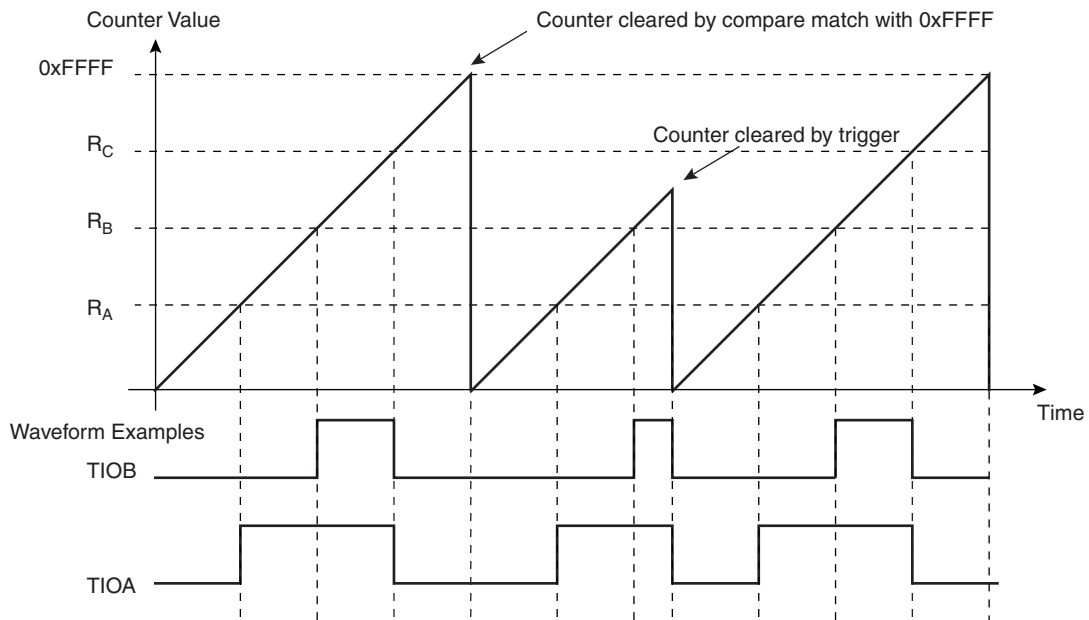 Counter Value
Counter cleared by compare match with 0xFFFF
0xFFFF
RC
Counter cleared by trigger
RB
RA
Time
Waveform Examples
TIOB
TIOA